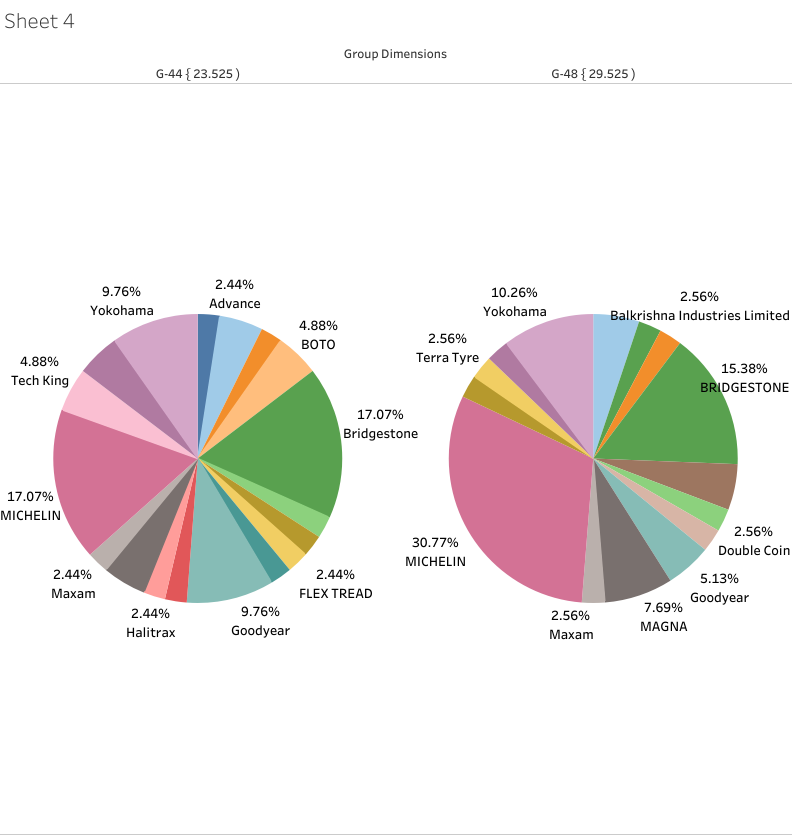 Sheet 4
Group Dimensions
G-44 { 23.525 )
G-48 { 29.525 )
2.44%
Advance
4.88%
BOTO
17.07%
Bridgestone
2.44%
FLEX TREAD
9.76%
Goodyear
2.44%
Halitrax
2.44%
Maxam
17.07%
MICHELIN
4.88%
Tech King
9.76%
Yokohama
2.56%
Balkrishna Industries Limited
15.38%
BRIDGESTONE
2.56%
Double Coin
5.13%
Goodyear
7.69%
MAGNA
2.56%
Maxam
30.77%
MICHELIN
2.56%
Terra Tyre
10.26%
Yokohama